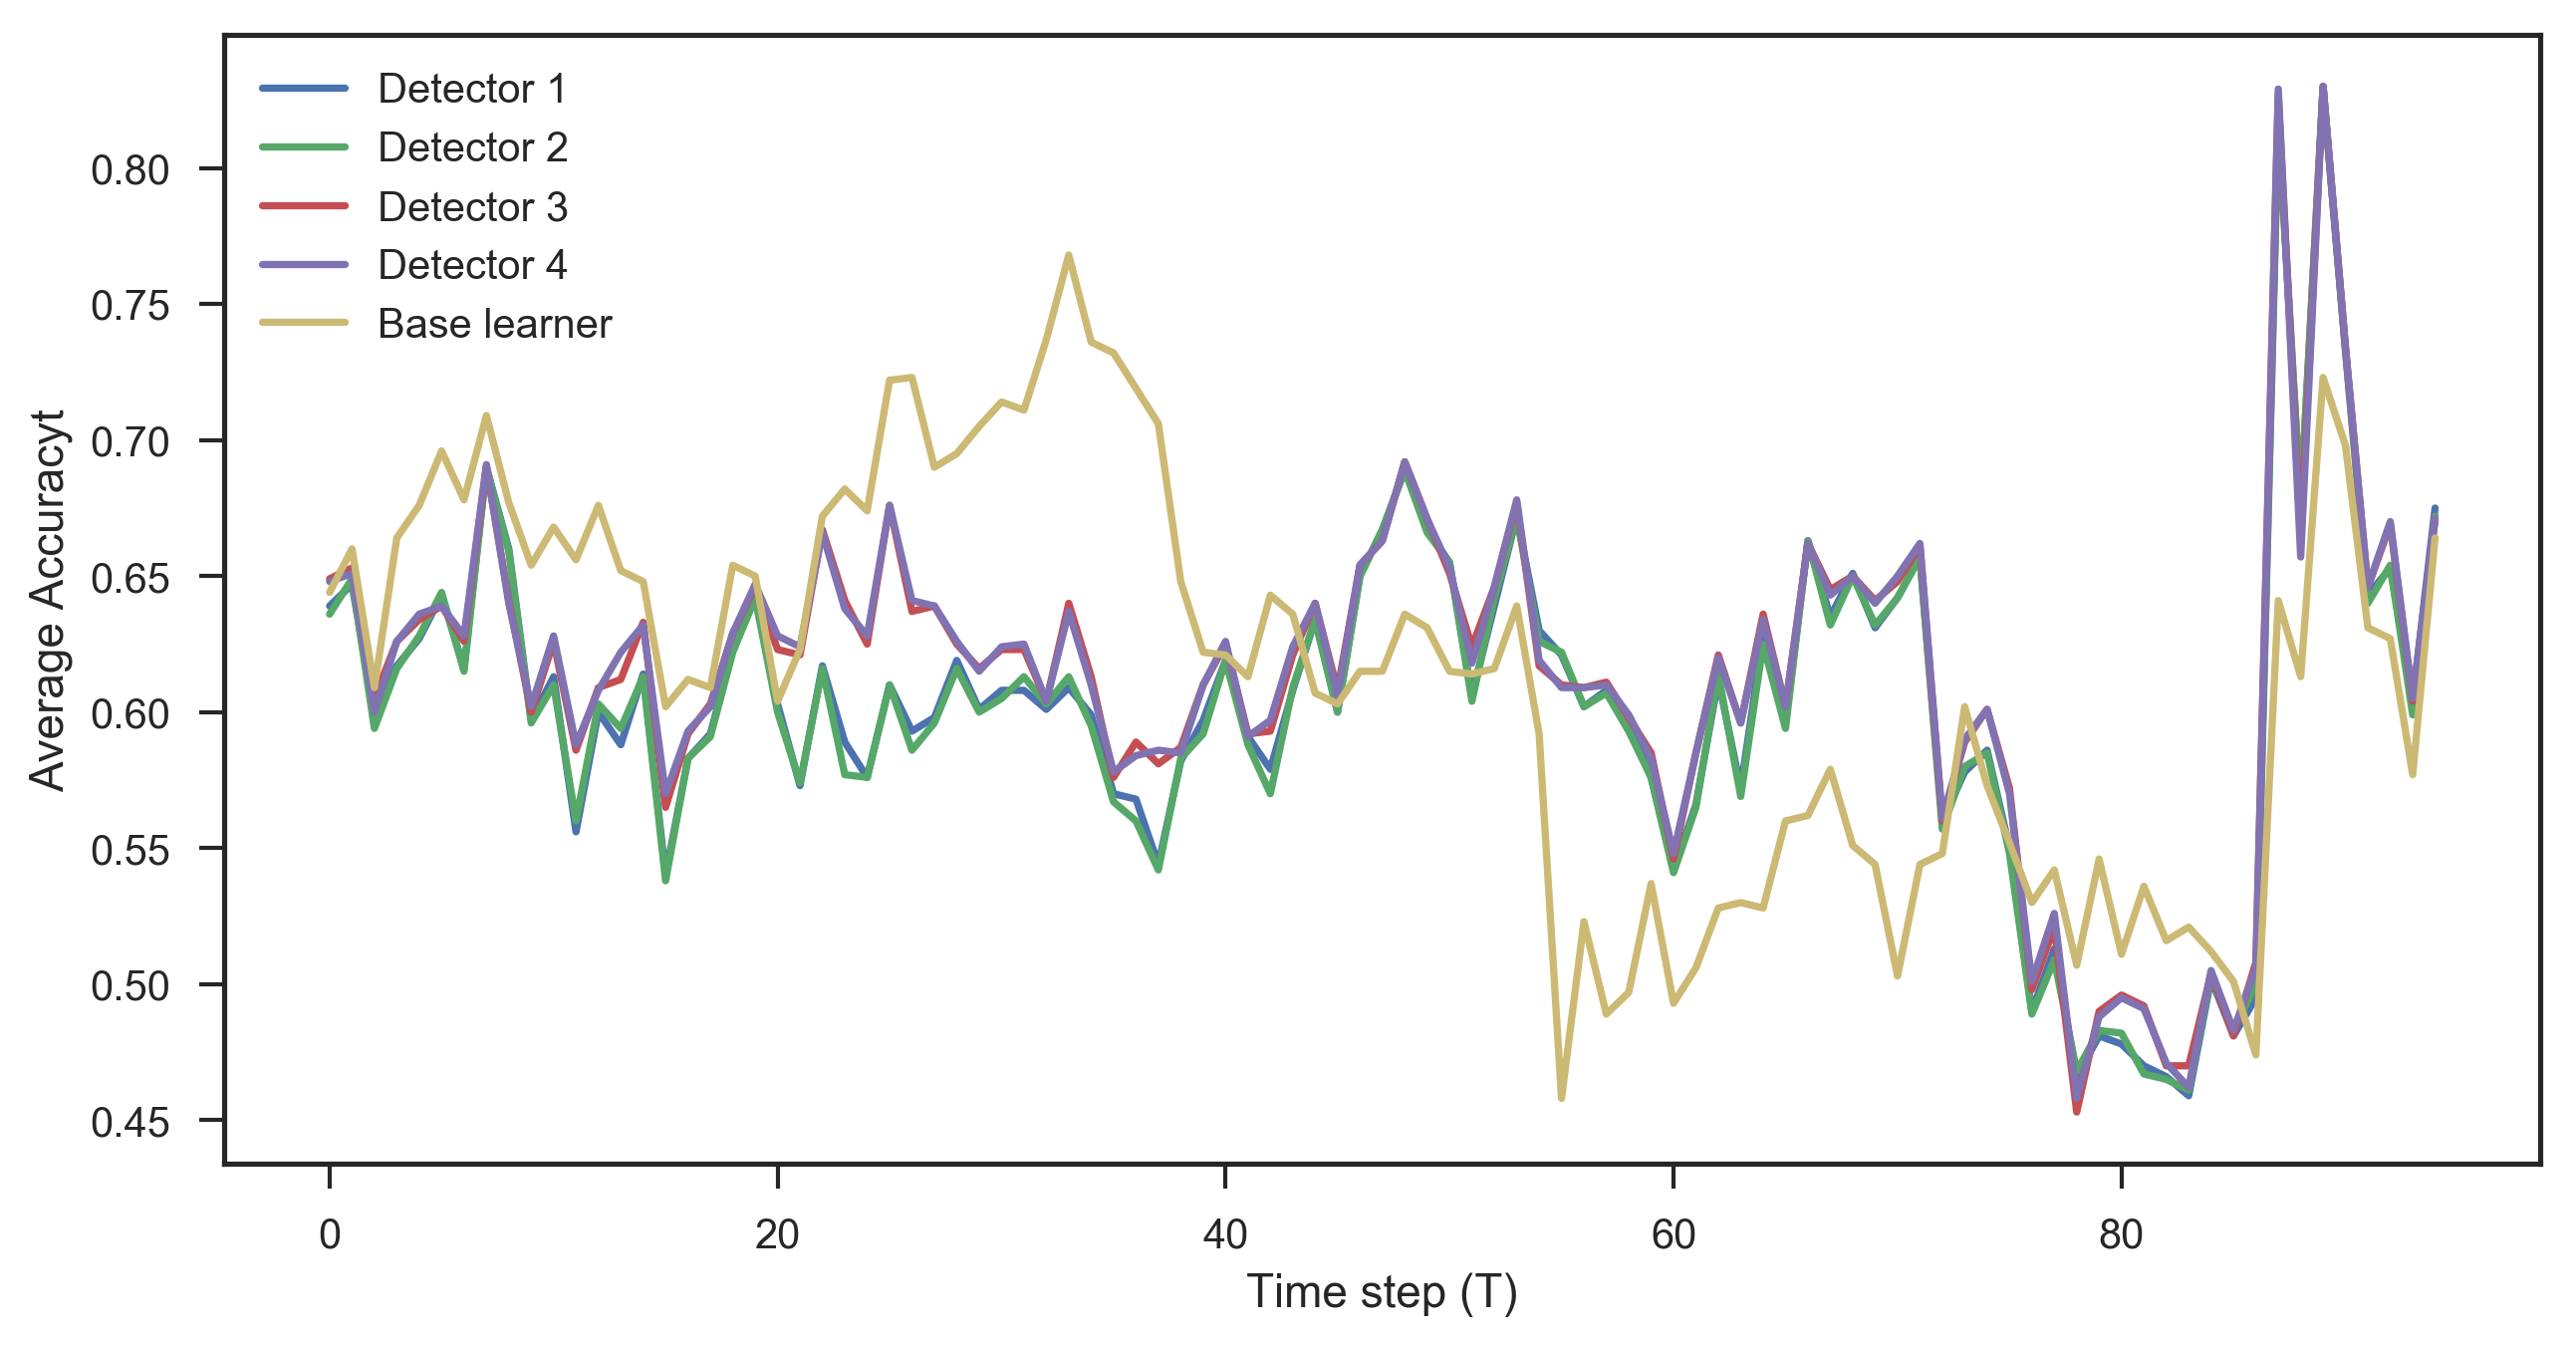 Detector 1
Detector 2
Detector 3
Detector 4
Base learner
Average Accuracyt
0.80
0.75
0.70
0.65
0.60
0.55
0.50
0.45
0
20
40
60
80
Time step (T)